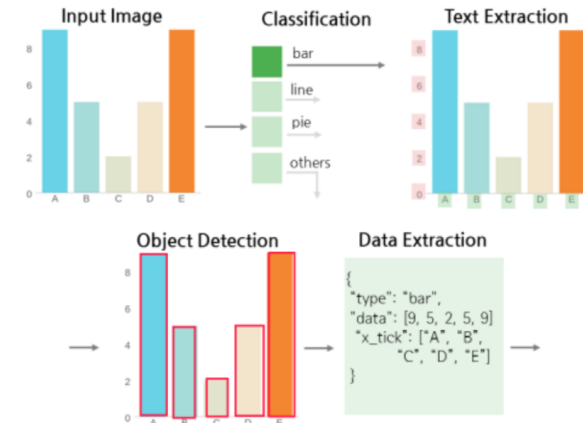 Input Image
Classification
Text Extraction
8
6
4
2
0
A B C D E
bar
line
pie
others
8
6
4
2
0
A B C D E
Object Detection
Data Extraction
8
6
4
2
0
A B C D E
{
"type": "bar",
"data": [9, 5, 2, 5, 9]
"x_tick": ["A", "B",
"C", "D", "E"]
}